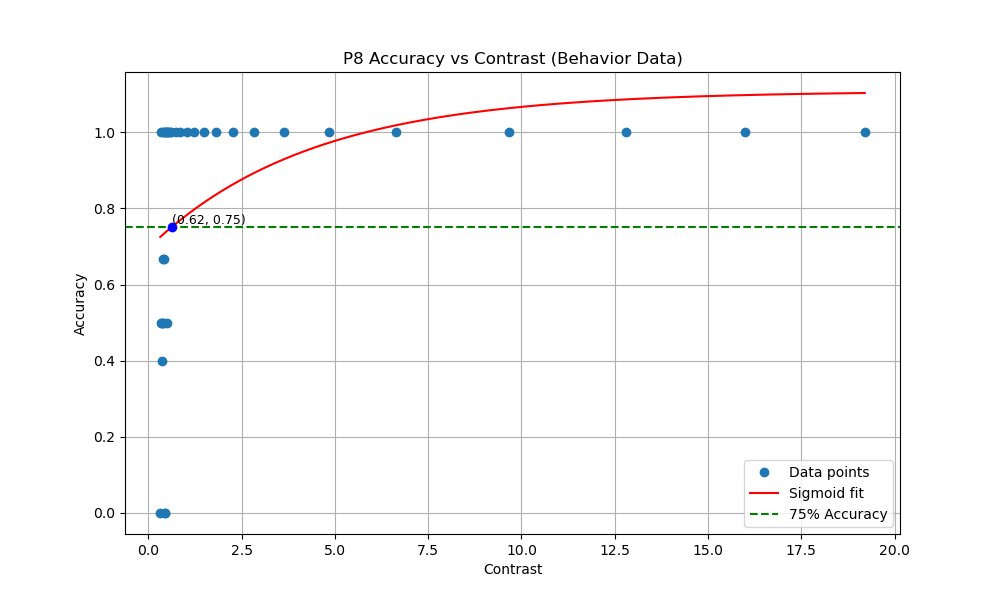 P8 Accuracy vs Contrast (Behavior Data)
Accuracy
1.0
0.8
0.6
0.4
0.2
0.0
(0.62, 0.75)
Data points
Sigmoid fit
75% Accuracy
0.0 2.5 5.0 7.5 10.0 12.5 15.0 17.5 20.0
Contrast